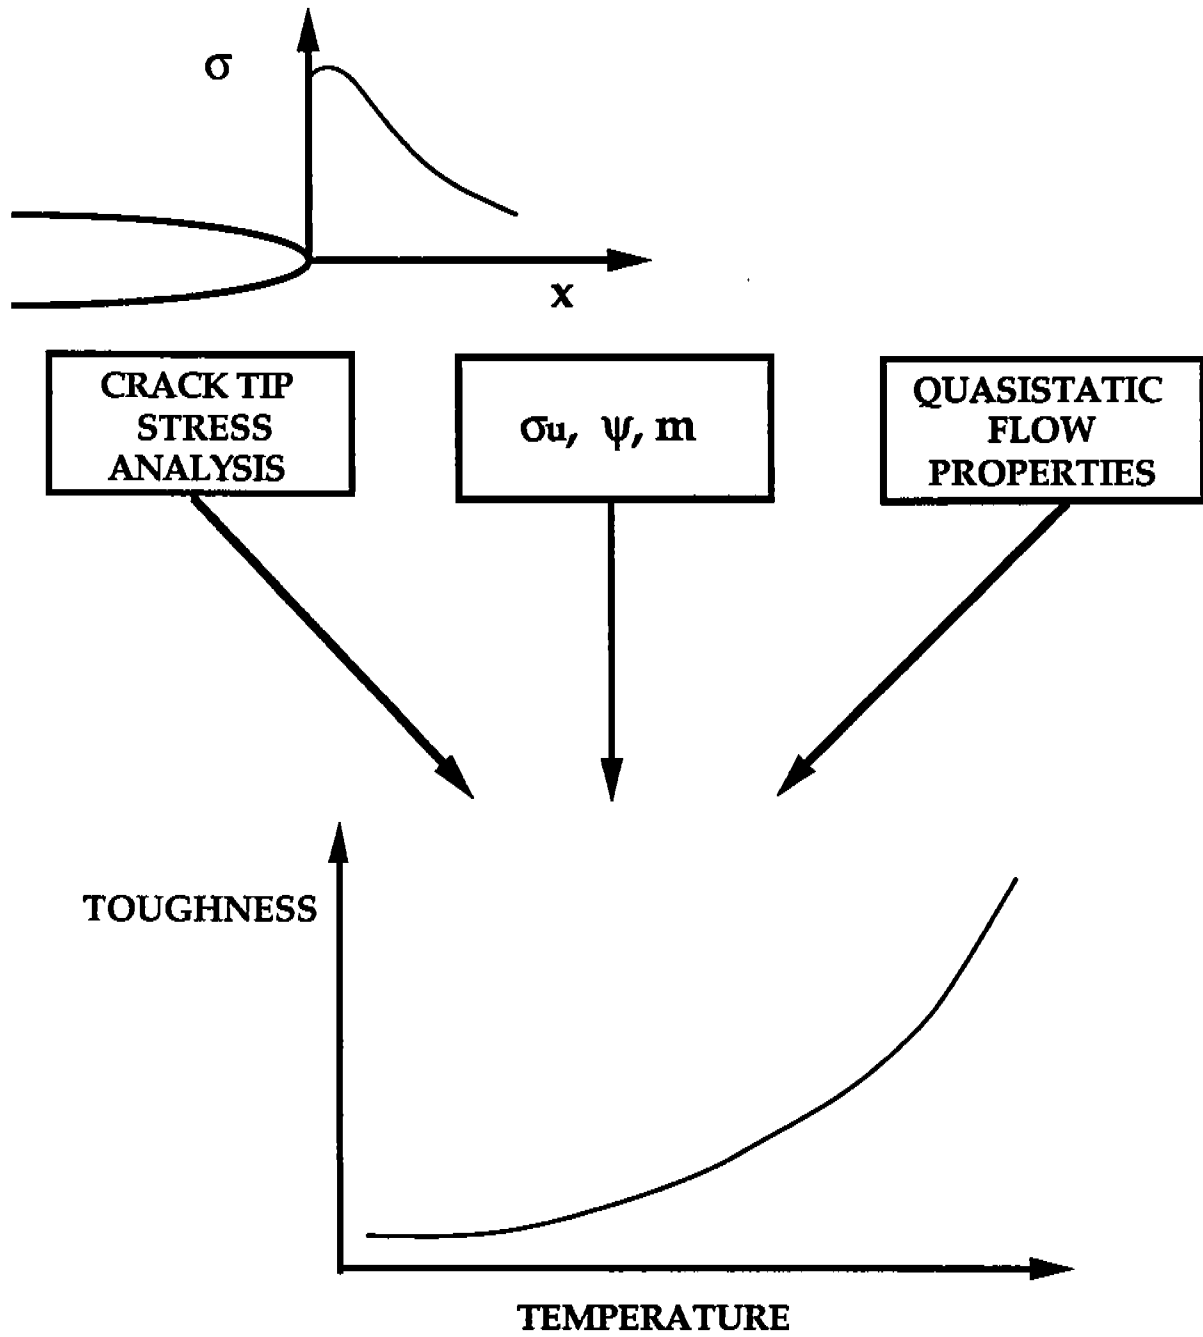 σ
x
CRACK TIP
STRESS
ANALYSIS
σu, ψ, m
QUASISTATIC
FLOW
PROPERTIES
TOUGHNESS
TEMPERATURE